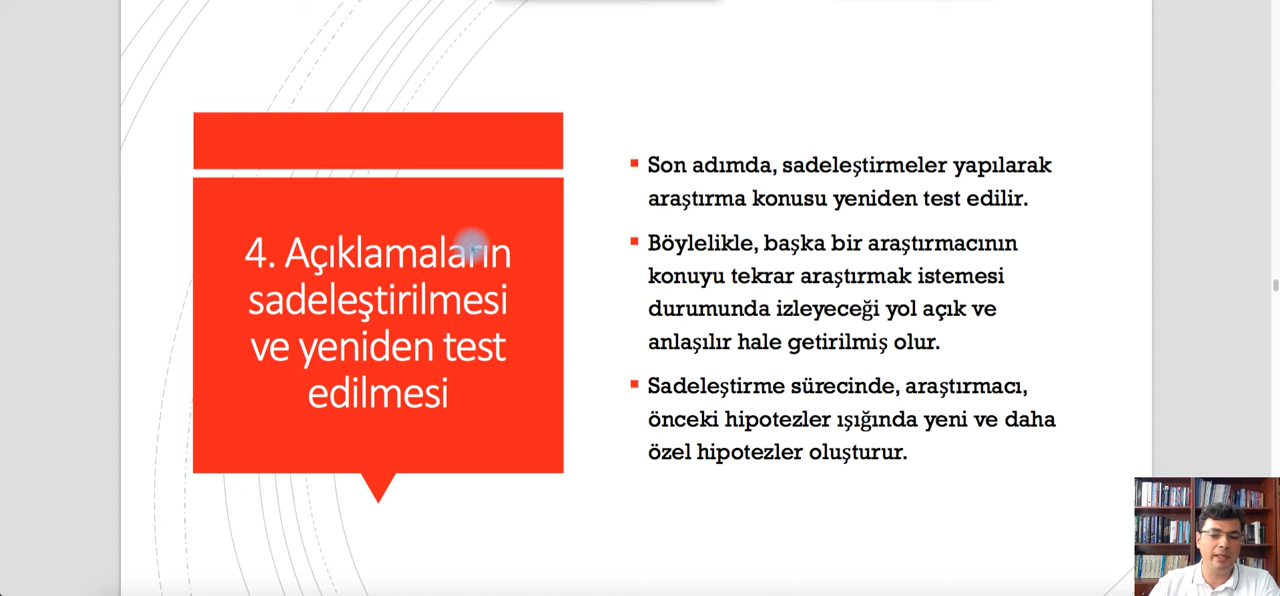 4. Açıklamaların
sadeleştirilmesi
ve yeniden test
edilmesi
Son adımda, sadeleştirmeler yapılarak
araştırma konusu yeniden test edilir.
Böylelikle, başka bir araştırmacının
konuyu tekrar araştırmak istemesi
durumunda izleyeceği yol açık ve
anlaşılır hale getirilmiş olur.
Sadeleştirme sürecinde, araştırmacı,
önceki hipotezler ışığında yeni ve daha
özel hipotezler oluşturur.